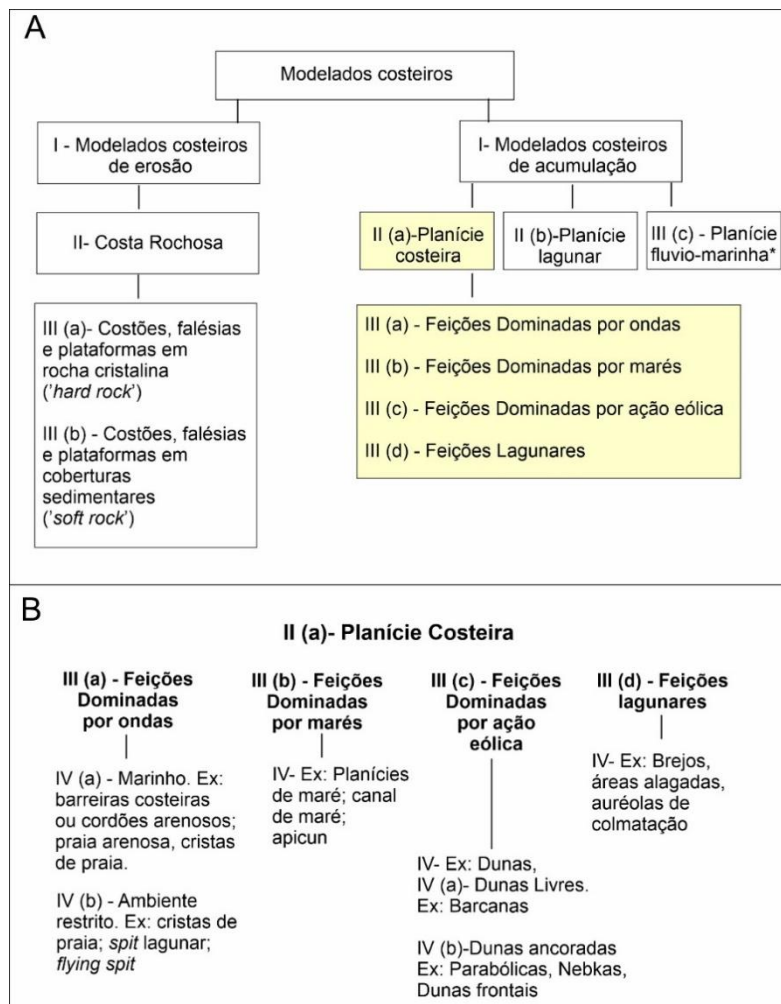 A
Modelados costeiros
I - Modelados costeiros
de erosão
I- Modelados costeiros
de acumulação
II- Costa Rochosa
II (a)-Planície
costeira
II (b)-Planície
lagunar
III (c) - Planície
fluvio-marinha*
III (a)- Costões, falésias
e plataformas em
rocha cristalina
('hard rock')
III (b) - Costões, falésias
e plataformas em
coberturas
sedimentares
('soft rock')
III (a) - Feições Dominadas por ondas
III (b) - Feições Dominadas por marés
III (c) - Feições Dominadas por ação eólica
III (d) - Feições Lagunares
B
II (a)- Planície Costeira
III (a) - Feições
Dominadas
por ondas
IV (a) - Marinho. Ex:
barreiras costeiras
ou cordões arenosos;
praia arenosa, cristas
de praia.
IV (b) - Ambiente
restrito. Ex: cristas de
praia; spit lagunar;
flying spit
III (b) - Feições
Dominadas
por marés
IV- Ex: Planícies
de maré; canal
de maré;
apicun
III (c) - Feições
Dominadas
por ação
eólica
IV- Ex: Dunas,
IV (a)- Dunas Livres.
Ex: Barcanas
IV (b)-Dunas ancoradas
Ex: Parabólicas, Nebkas,
Dunas frontais
III (d) - Feições
lagunares
IV- Ex: Brejos,
áreas alagadas,
auréolas de
colmatação